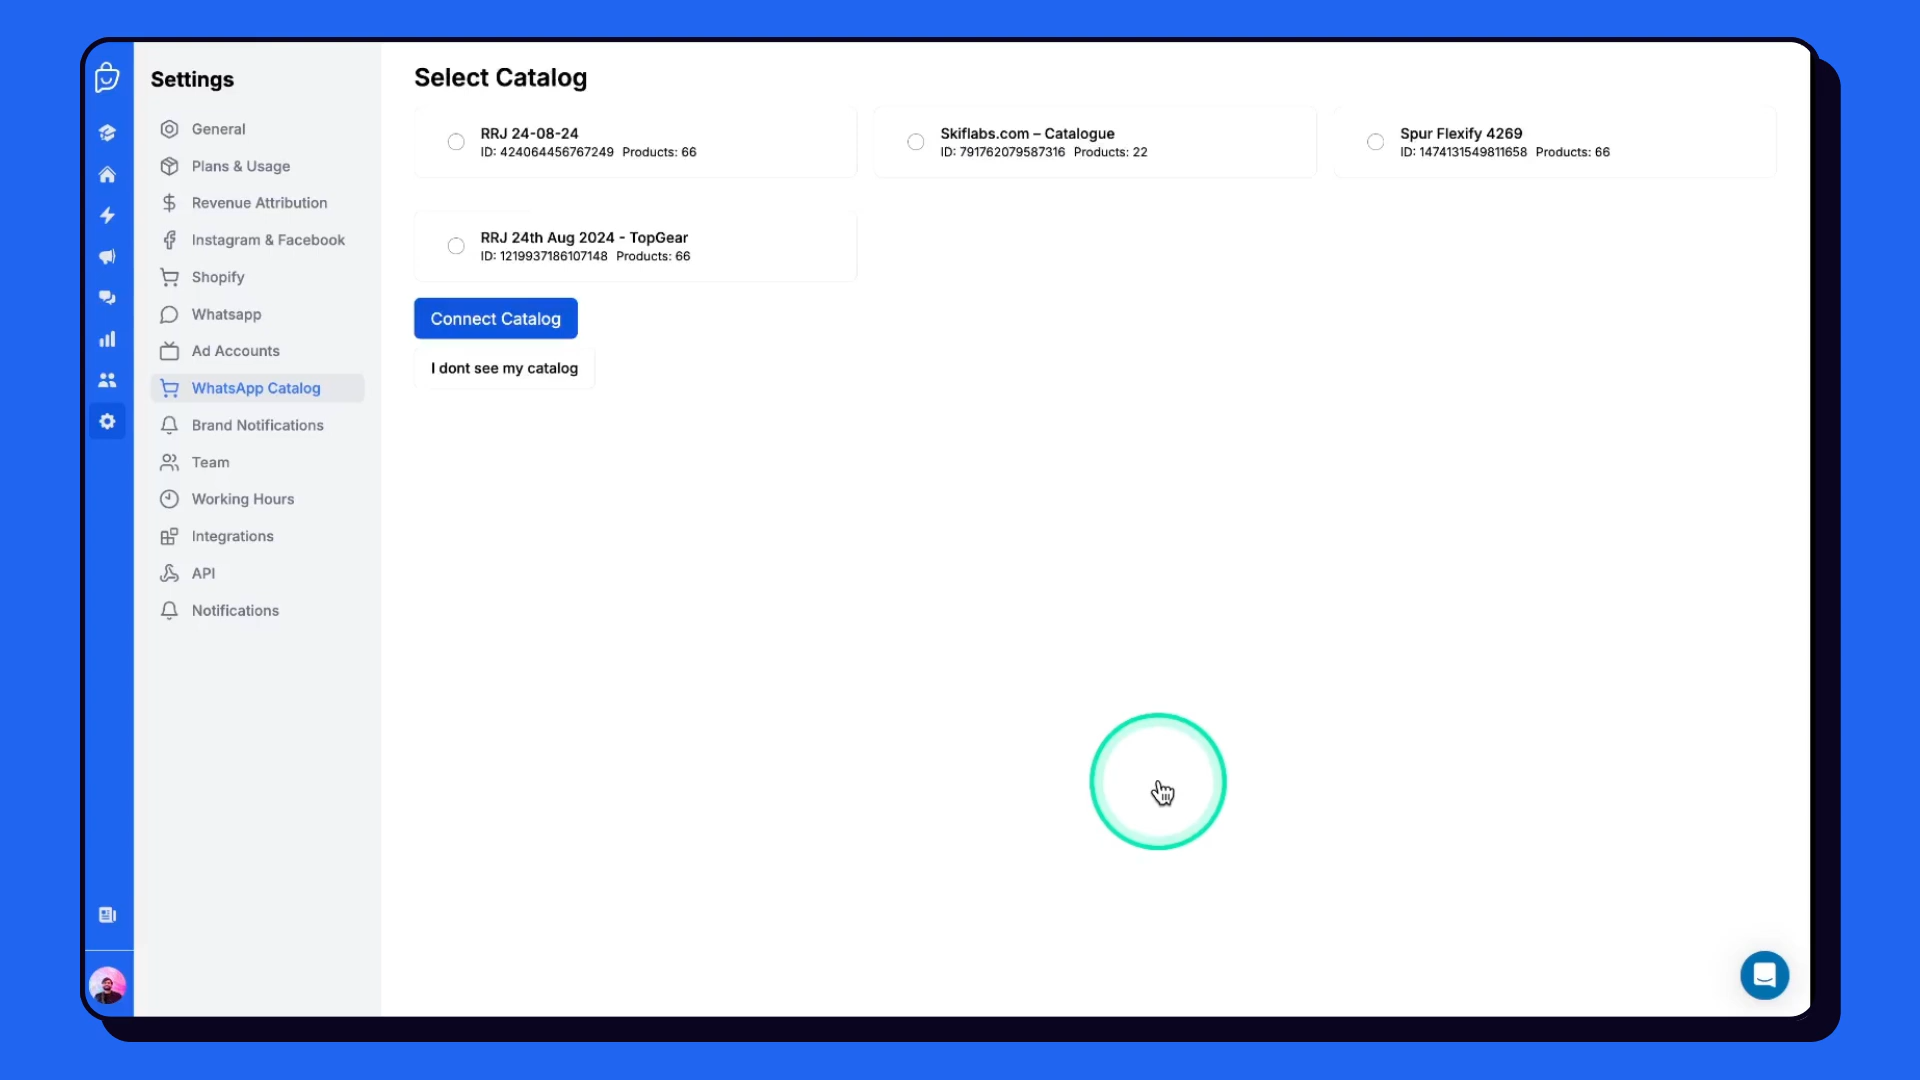 Settings
General
Plans & Usage
Revenue Attribution
Instagram & Facebook
Shopify
Whatsapp
Ad Accounts
WhatsApp Catalog
Brand Notifications
Team
Working Hours
Integrations
API
Notifications
Select Catalog
RRJ 24-08-24
ID: 424064456767249 Products: 66
Skiflabs.com – Catalogue
ID: 791762079587316 Products: 22
Spur Flexify 4269
ID: 1474131549811658 Products: 66
RRJ 24th Aug 2024 - TopGear
ID: 1219937186107148 Products: 66
Connect Catalog
I dont see my catalog